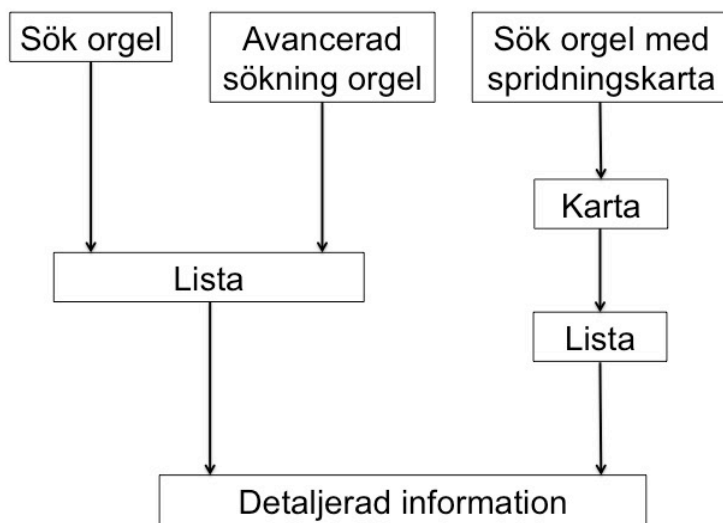 Sök orgel
Avancerad
sökning orgel
Sök orgel med
spridningskarta
Karta
Lista
Lista
Detaljerad information